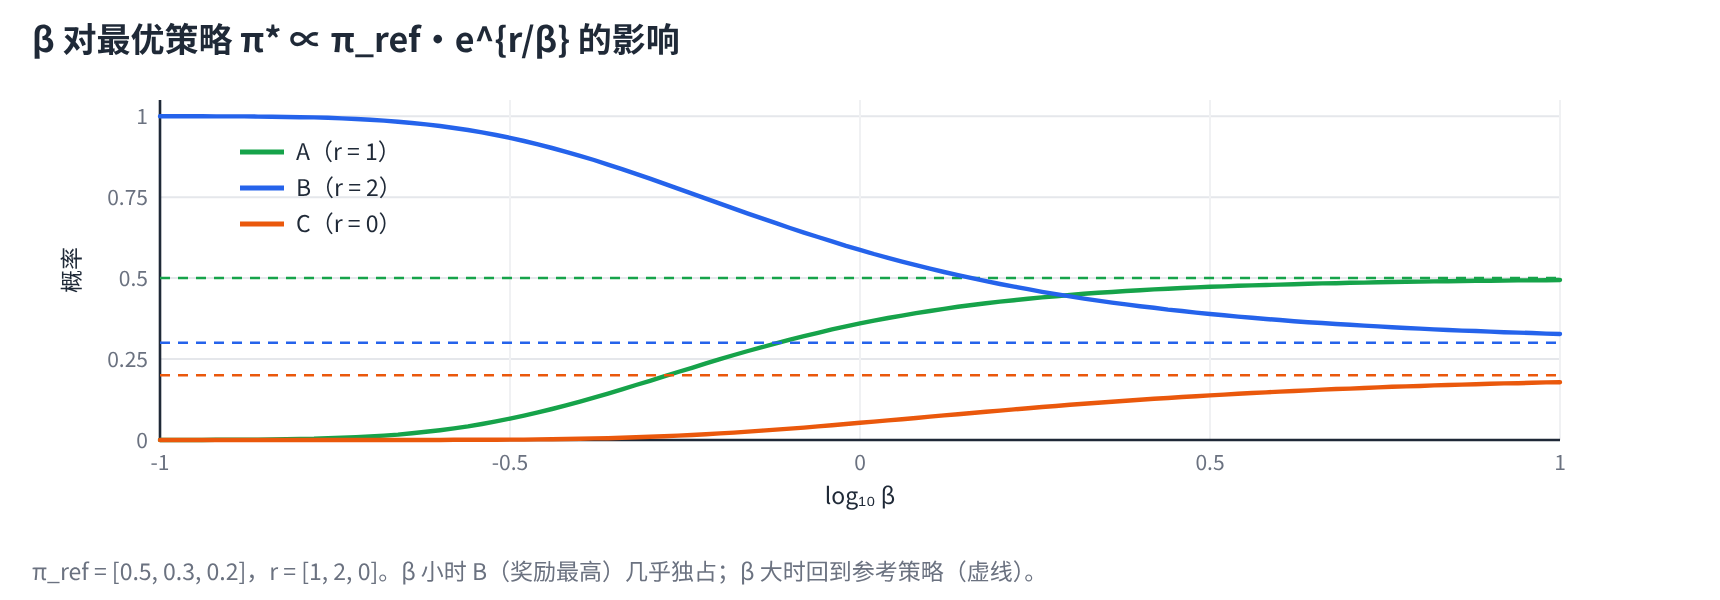 β 对最优策略 π* ∝ π_ref · e^{r/β} 的影响
1
A（r = 1）
B（r = 2）
0.75
C（r = 0）
概率
0.5
0.25
0
-1
-0.5
0
0.5
1
log₁₀ β
π_ref = [0.5, 0.3, 0.2]，r = [1, 2, 0]。β 小时 B（奖励最高）几乎独占；β 大时回到参考策略（虚线）。